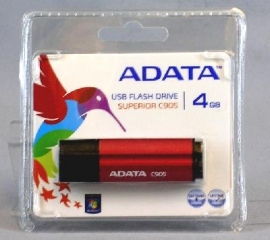 ADATA
USB FLASH DRIVE
SUPERIOR C905
4GB
ADATA C905